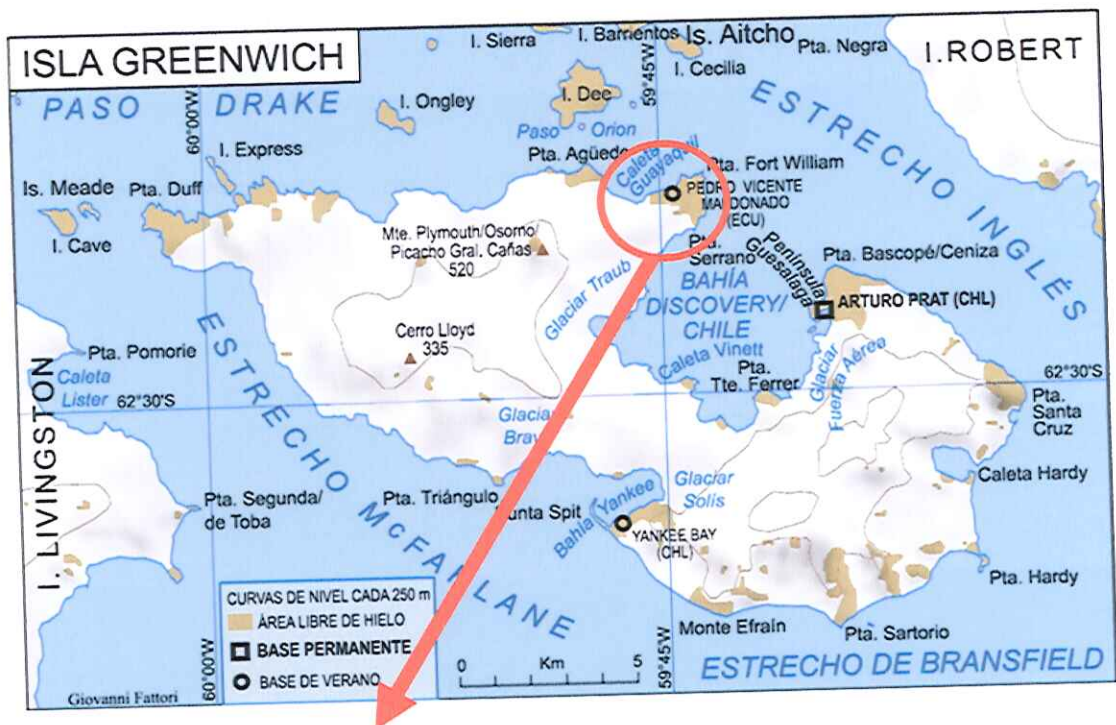 ISLA GREENWICH
PASO DRAKE
60°00'W
I. Sierra
I. Barrientos
Is. Aitcho
Pta. Negra
I. ROBERT
I. Cecilia
59°45'W
I. Ongley
I. Dee
Paso Orion
I. Express
Pta. Agüedo
Caleta
Guayaquil
Pta. Fort William
PEDRO VICENTE
MALDONADO
(ECU)
ESTRECHO INGLÉS
Is. Meade
Pta. Duff
I. Cave
Mte. Plymouth/Osorno/
Picacho Gral. Cañas
520
Pta.
Serrano
Península
Guesalaga
Pta. Bascopé/Ceniza
Glaciar Traub
BAHÍA
DISCOVERY/
CHILE
ARTURO PRAT (CHL)
Cerro Lloyd
335
Caleta Vinett
Pta.
Tte. Ferrer
Glaciar
Fuerza Aérea
62°30'S
Pta.
Santa
Cruz
Pta. Pomorie
Caleta
Lister
62°30'S
I. LIVINGSTON
ESTRECHO McFARLANE
Glaciar
Brav
Pta. Segunda/
de Toba
Pta. Triángulo
Punta Spit
Bahía Yankee
Glaciar
Solis
YANKEE BAY
(CHL)
Caleta Hardy
Pta. Hardy
Monte Efraín
Pta. Sartorio
ESTRECHO DE BRANSFIELD
CURVAS DE NIVEL CADA 250 m
ÁREA LIBRE DE HIELO
BASE PERMANENTE
BASE DE VERANO
60°00'W
0 Km 5
59°45'W
Giovanni Fattori